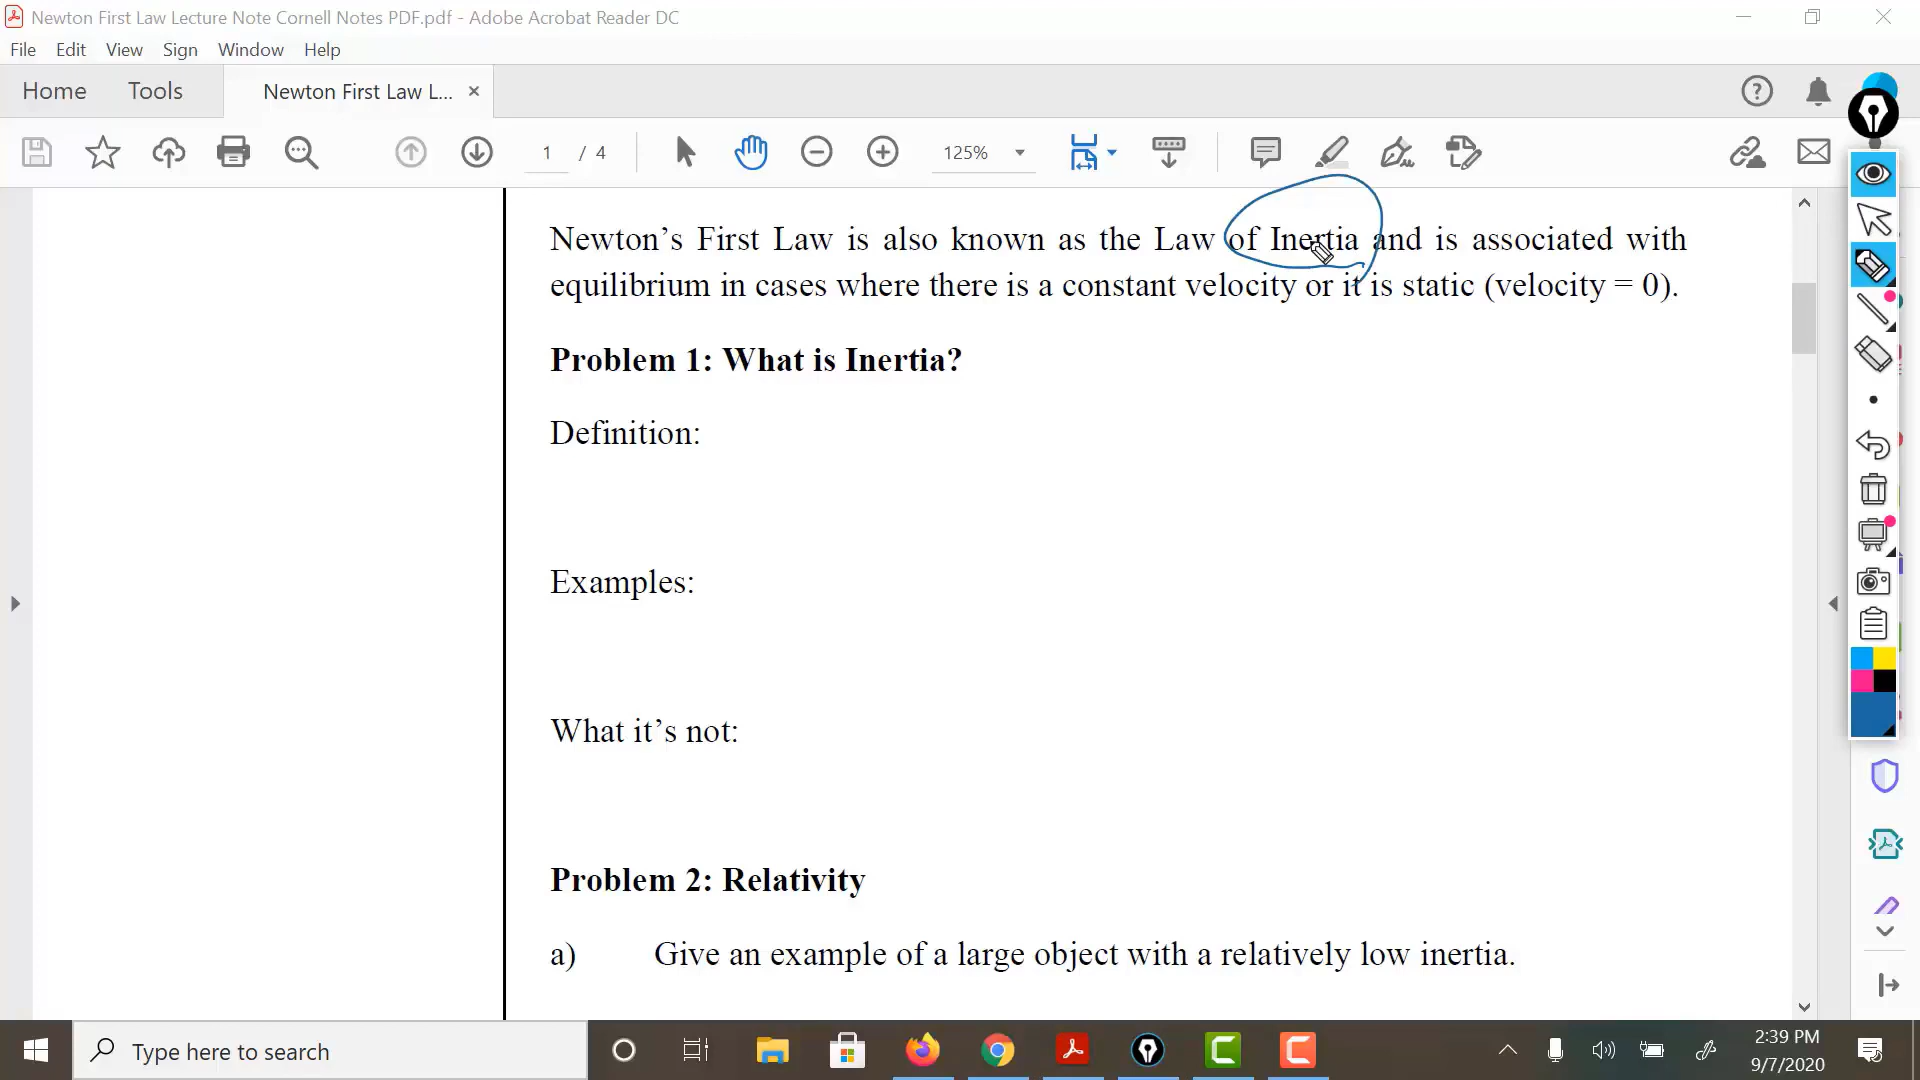 Newton First Law Lecture Note Cornell Notes PDF.pdf - Adobe Acrobat Reader DC
File Edit View Sign Window Help
Home Tools Newton First Law L... ×
1 / 4 125%
Newton’s First Law is also known as the Law of Inertia and is associated with
equilibrium in cases where there is a constant velocity or it is static (velocity = 0).
Problem 1: What is Inertia?
Definition:
Examples:
What it’s not:
Problem 2: Relativity
a) Give an example of a large object with a relatively low inertia.
Type here to search
2:39 PM
9/7/2020